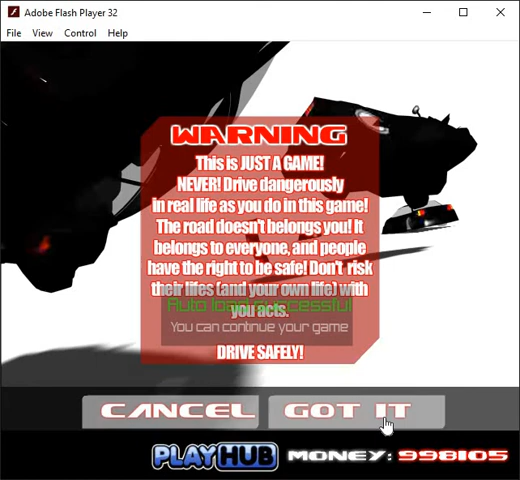 Adobe Flash Player 32
File View Control Help
WARNING
This is JUST A GAME!
NEVER! Drive dangerously
in real life as you do in this game!
The road doesn't belongs you! It
belongs to everyone, and people
have the right to be safe! Don't risk
their lifes (and your own life) with
Auto load successful
you acts.
You can continue your game
DRIVE SAFELY!
CANCEL GOT IT
PLAYHUB MONEY: 998105